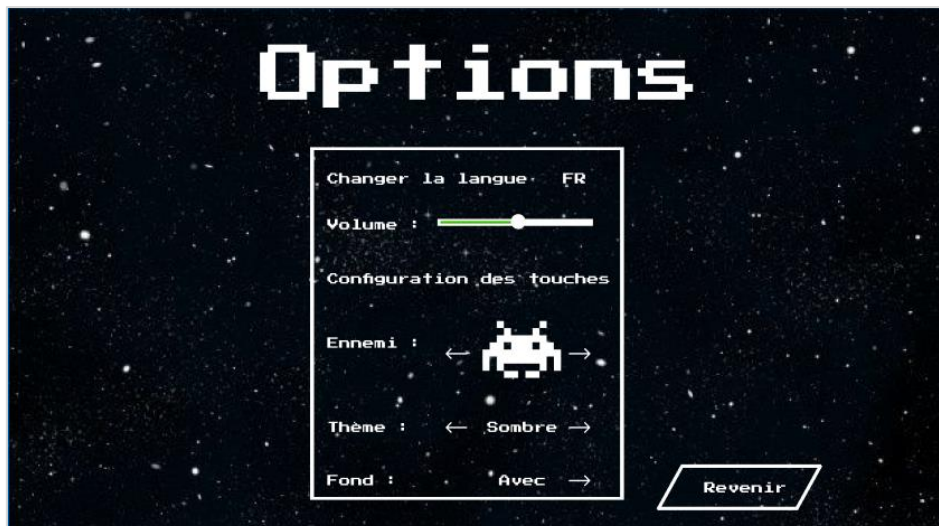 Options
Changer la langue FR
Volume :
Configuration des touches
Ennemi : ← →
Thème : ← Sombre →
Fond : Avec →
Revenir